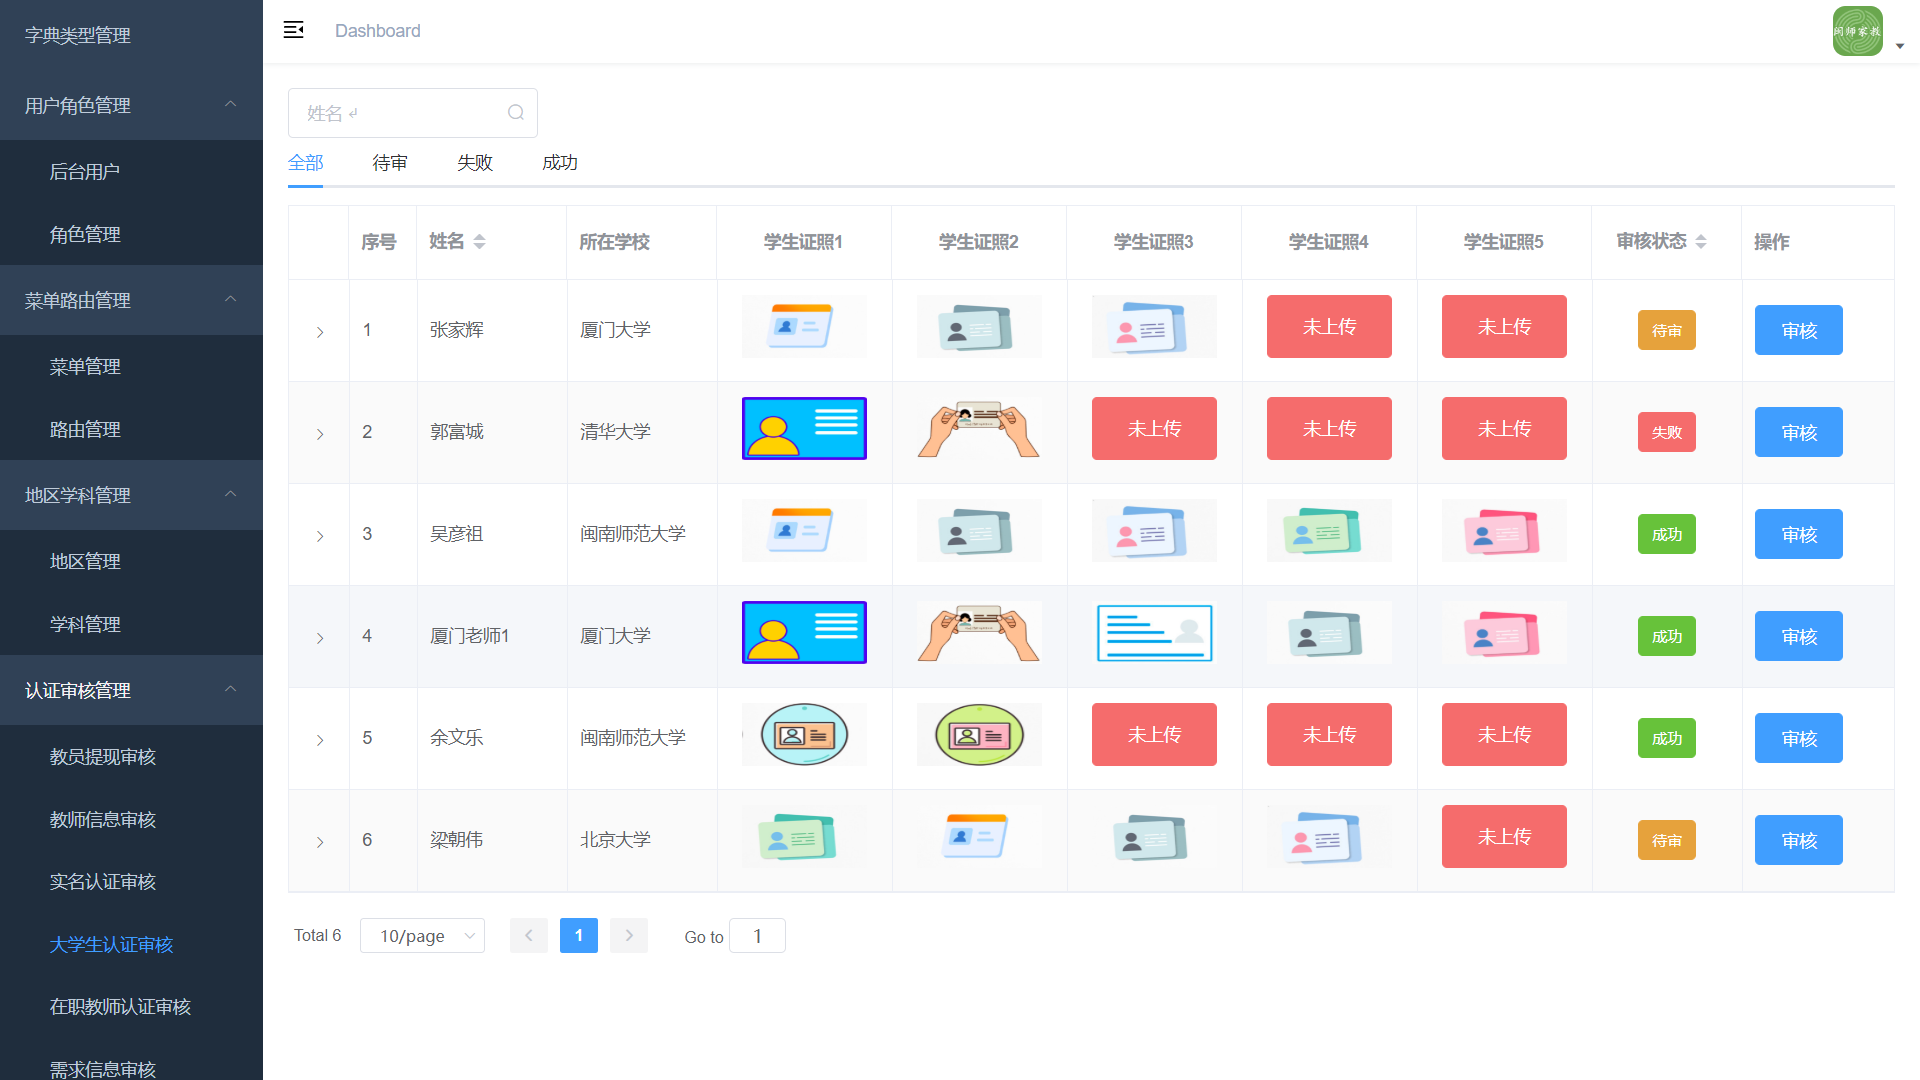 字典类型管理
用户角色管理
后台用户
角色管理
菜单路由管理
菜单管理
路由管理
地区学科管理
地区管理
学科管理
认证审核管理
教员提现审核
教师信息审核
实名认证审核
大学生认证审核
在职教师认证审核
需求信息审核
Dashboard
闽师家教
姓名 ↲
全部 待审 失败 成功
序号 姓名 所在学校 学生证照1 学生证照2 学生证照3 学生证照4 学生证照5 审核状态 操作
1 张家辉 厦门大学 未上传 未上传 待审 审核
2 郭富城 清华大学 未上传 未上传 未上传 失败 审核
3 吴彦祖 闽南师范大学 成功 审核
4 厦门老师1 厦门大学 成功 审核
5 余文乐 闽南师范大学 未上传 未上传 未上传 成功 审核
6 梁朝伟 北京大学 未上传 待审 审核
Total 6 10/page 1 Go to 1